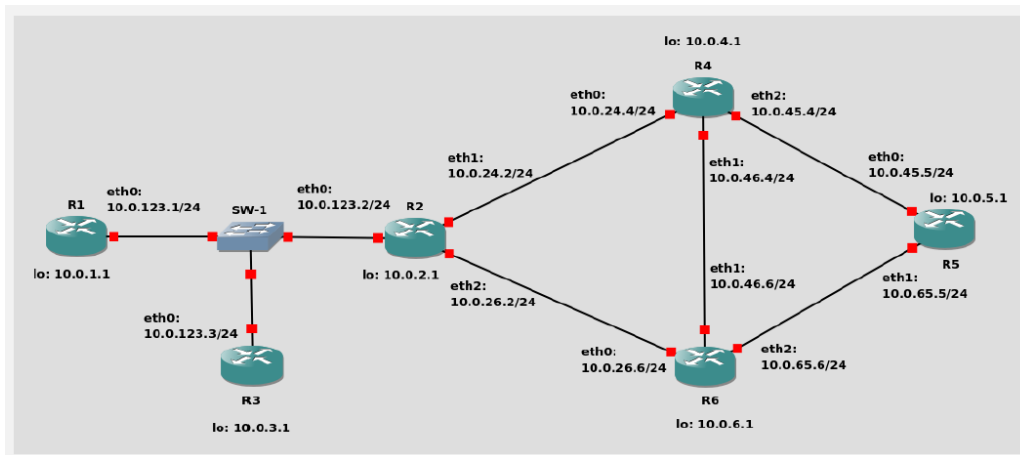 lo: 10.0.4.1
R4
eth0:
10.0.24.4/24
eth2:
10.0.45.4/24
eth1:
10.0.24.2/24
eth1:
10.0.46.4/24
eth0:
10.0.45.5/24
eth0:
10.0.123.1/24
eth0:
10.0.123.2/24
R1
SW-1
R2
lo: 10.0.5.1
R5
lo: 10.0.1.1
lo: 10.0.2.1
eth2:
10.0.26.2/24
eth1:
10.0.46.6/24
eth1:
10.0.65.5/24
eth0:
10.0.123.3/24
eth0:
10.0.26.6/24
eth2:
10.0.65.6/24
R3
R6
lo: 10.0.3.1
lo: 10.0.6.1